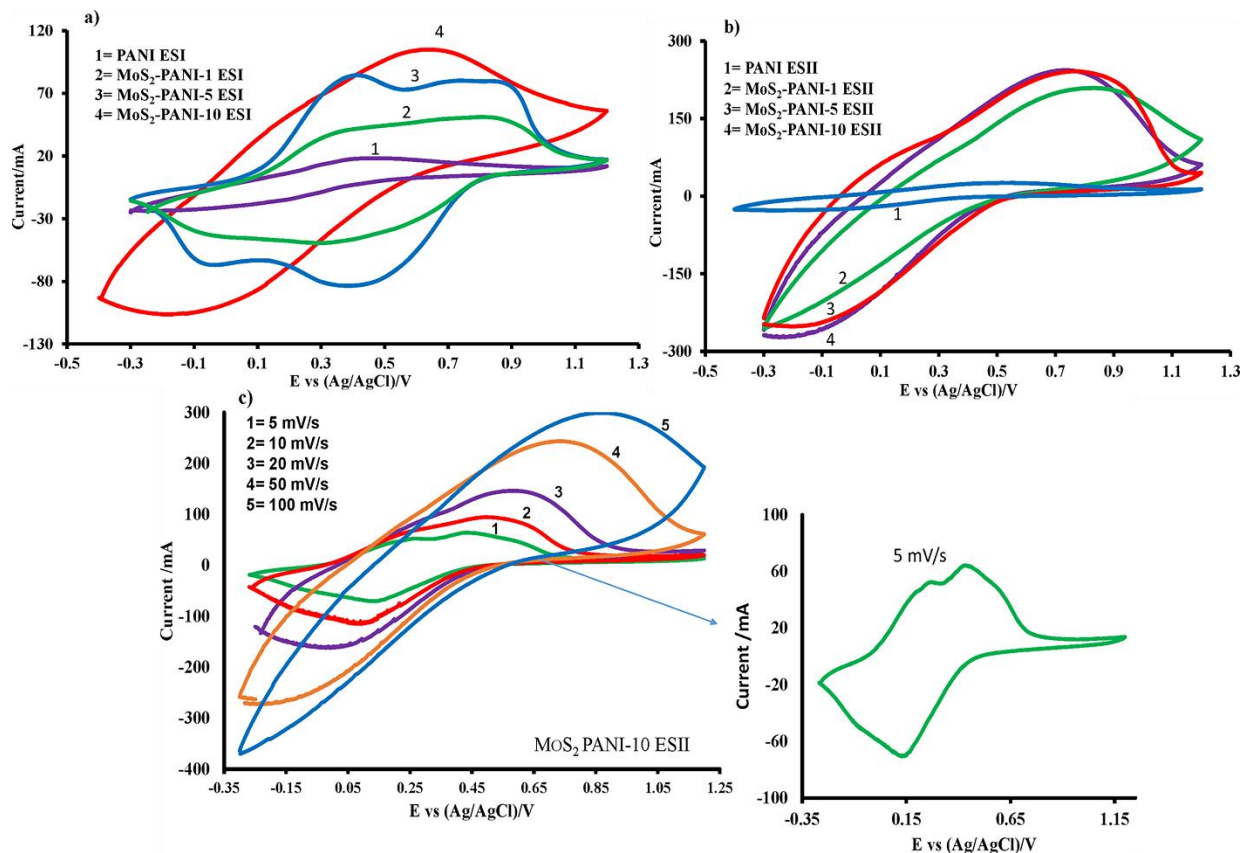 a)
1= PANI ESI
2= MoS2-PANI-1 ESI
3= MoS2-PANI-5 ESI
4= MoS2-PANI-10 ESI
120
70
20
-30
-80
-130
Current/mA
-0.5 -0.3 -0.1 0.1 0.3 0.5 0.7 0.9 1.1 1.3
E vs (Ag/AgCl)/V
4
3
2
1
b)
1= PANI ESII
2= MoS2-PANI-1 ESII
3= MoS2-PANI-5 ESII
4= MoS2-PANI-10 ESII
300
150
0
-150
-300
Current/mA
-0.5 -0.3 -0.1 0.1 0.3 0.5 0.7 0.9 1.1 1.3
E vs (Ag/AgCl)/V
1
2
3
4
c)
1= 5 mV/s
2= 10 mV/s
3= 20 mV/s
4= 50 mV/s
5= 100 mV/s
300
200
100
0
-100
-200
-300
-400
Current /mA
-0.35 -0.15 0.05 0.25 0.45 0.65 0.85 1.05 1.25
E vs (Ag/AgCl)/V
5
4
3
2
1
MOS2 PANI-10 ESII
100
60
20
-20
-60
-100
Current /mA
5 mV/s
-0.35 0.15 0.65 1.15
E vs (Ag/AgCl)/V